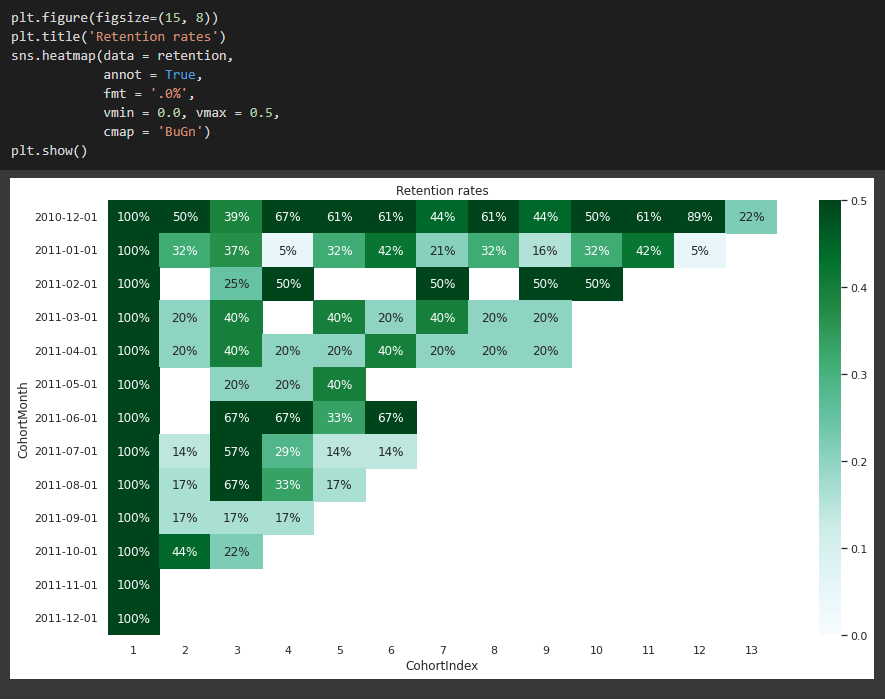 plt.figure(figsize=(15, 8))
plt.title('Retention rates')
sns.heatmap(data = retention,
            annot = True,
            fmt = '.0%',
            vmin = 0.0, vmax = 0.5,
            cmap = 'BuGn')
plt.show()
Retention rates
2010-12-01 100% 50% 39% 67% 61% 61% 44% 61% 44% 50% 61% 89% 22%
2011-01-01 100% 32% 37% 5% 32% 42% 21% 32% 16% 32% 42% 5%
2011-02-01 100% 25% 50% 50% 50% 50%
2011-03-01 100% 20% 40% 40% 20% 40% 20% 20%
2011-04-01 100% 20% 40% 20% 20% 40% 20% 20% 20%
2011-05-01 100% 20% 20% 40%
2011-06-01 100% 67% 67% 33% 67%
2011-07-01 100% 14% 57% 29% 14% 14%
2011-08-01 100% 17% 67% 33% 17%
2011-09-01 100% 17% 17% 17%
2011-10-01 100% 44% 22%
2011-11-01 100%
2011-12-01 100%
CohortMonth
1 2 3 4 5 6 7 8 9 10 11 12 13
CohortIndex
0.5
0.4
0.3
0.2
0.1
0.0